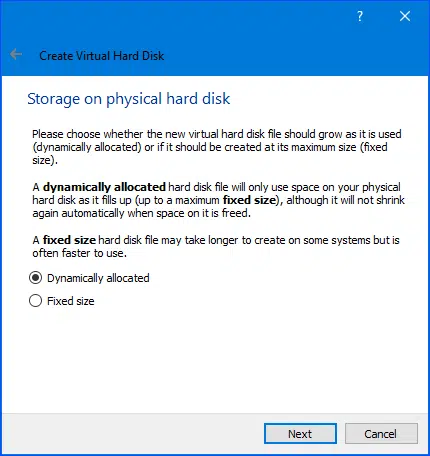 ?
Create Virtual Hard Disk
Storage on physical hard disk
Please choose whether the new virtual hard disk file should grow as it is used
(dynamically allocated) or if it should be created at its maximum size (fixed
size).
A dynamically allocated hard disk file will only use space on your physical
hard disk as it fills up (up to a maximum fixed size), although it will not shrink
again automatically when space on it is freed.
A fixed size hard disk file may take longer to create on some systems but is
often faster to use.
Dynamically allocated
Fixed size
Next Cancel